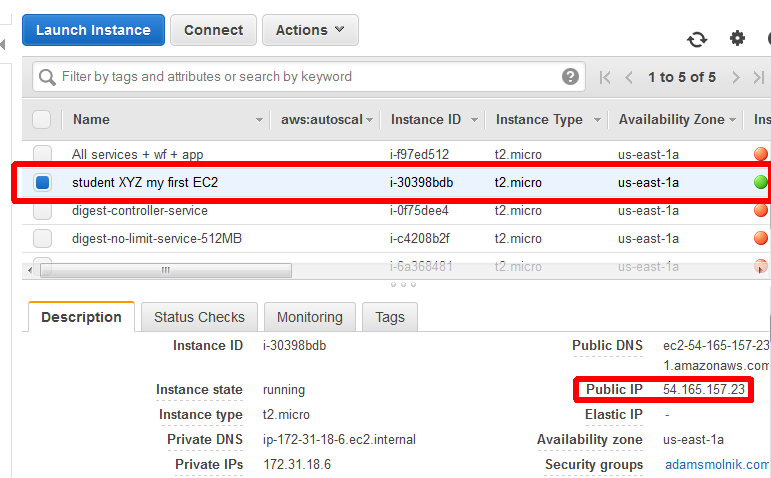 Launch Instance Connect Actions
Filter by tags and attributes or search by keyword ? 1 to 5 of 5
Name aws:autoscal Instance ID Instance Type Availability Zone Ins
All services + wf + app i-f97ed512 t2.micro us-east-1a
student XYZ my first EC2 i-30398bdb t2.micro us-east-1a
digest-controller-service i-0f75dee4 t2.micro us-east-1a
digest-no-limit-service-512MB i-c4208b2f t2.micro us-east-1a
i-6a368481 t2.micro us-east-1a
Description Status Checks Monitoring Tags
Instance ID i-30398bdb Public DNS ec2-54-165-157-23
1.amazonaws.com
Instance state running Public IP 54.165.157.23
Instance type t2.micro Elastic IP -
Private DNS ip-172-31-18-6.ec2.internal Availability zone us-east-1a
Private IPs 172.31.18.6 Security groups adamsmolnik.com